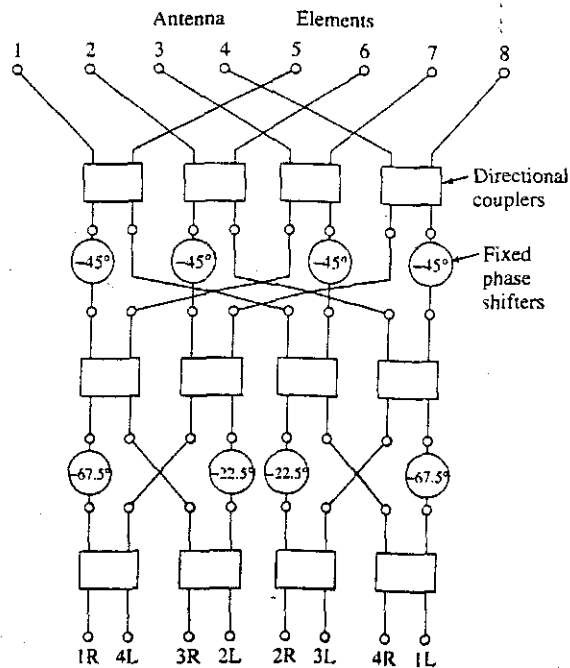 Antenna Elements
1 2 3 4 5 6 7 8
Directional couplers
-45° -45° -45° -45°
Fixed phase shifters
-67.5° -22.5° -22.5° -67.5°
1R 4L 3R 2L 2R 3L 4R 1L